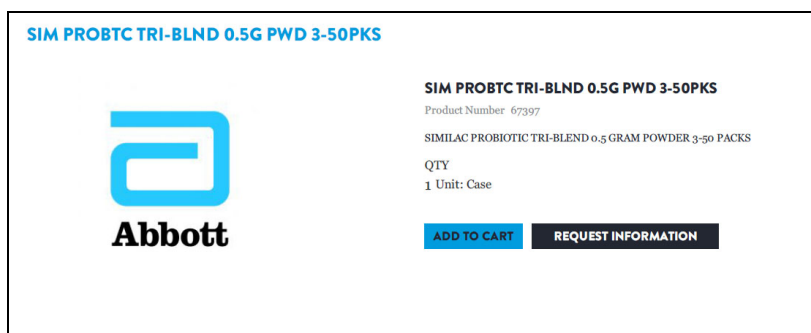 SIM PROBTC TRI-BLND 0.5G PWD 3-50PKS
Abbott
SIM PROBTC TRI-BLND 0.5G PWD 3-50PKS
Product Number 67397
SIMILAC PROBIOTIC TRI-BLEND 0.5 GRAM POWDER 3-50 PACKS
QTY
1 Unit: Case
ADD TO CART REQUEST INFORMATION